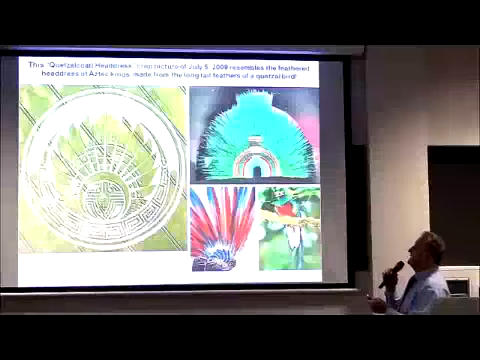 This 'Quetzalcoatl Headdress' crop picture of July 5, 2009 resembles the feathered
headdress of Aztec kings, made from the long tail feathers of a quetzal bird!